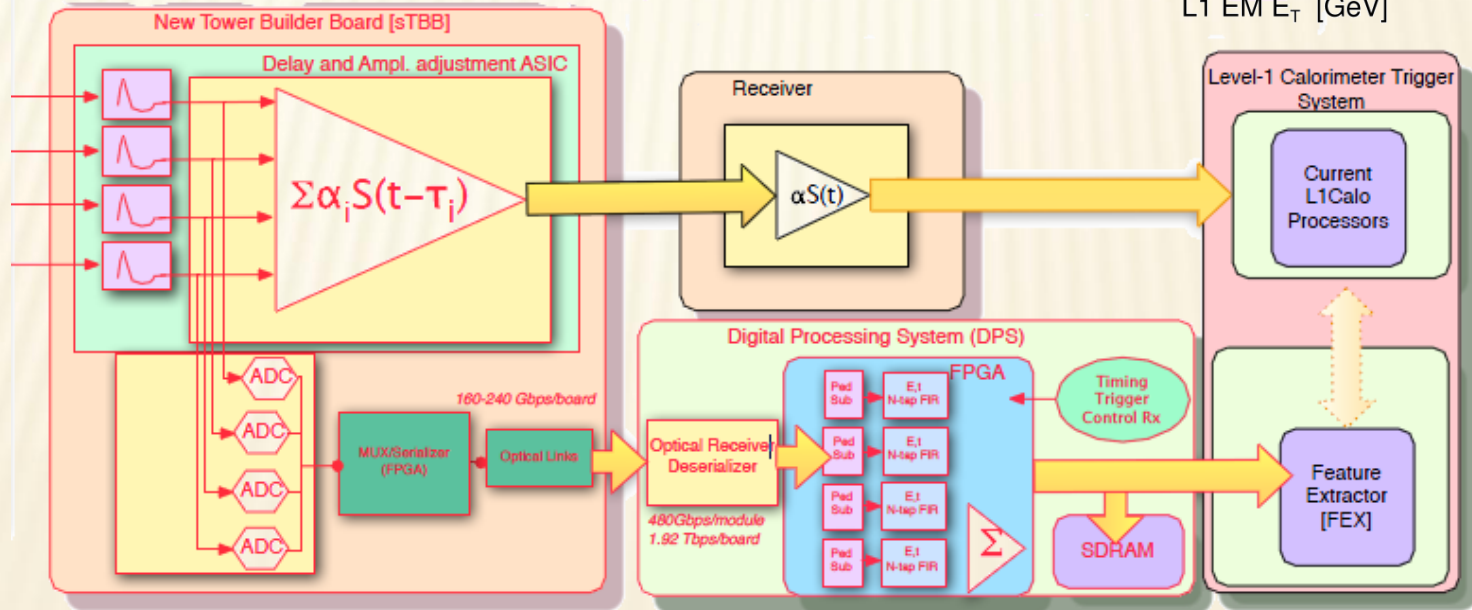 L1 EM E_T [GeV]
New Tower Builder Board [sTBB]
Delay and Ampl. adjustment ASIC
Σα_iS(t-τ_i)
Receiver
αS(t)
Level-1 Calorimeter Trigger
System
Current
L1Calo
Processors
ADC
ADC
ADC
ADC
160-240 Gbps/board
MUX/Serializer
(FPGA)
Optical Links
Digital Processing System (DPS)
Optical Receiver
Deserializer
480Gbps/module
1.92 Tbps/board
FPGA
Ped
Sub
E,t
N-tap FIR
Ped
Sub
E,t
N-tap FIR
Ped
Sub
E,t
N-tap FIR
Ped
Sub
E,t
N-tap FIR
Σ
Timing
Trigger
Control Rx
SDRAM
Feature
Extractor
[FEX]